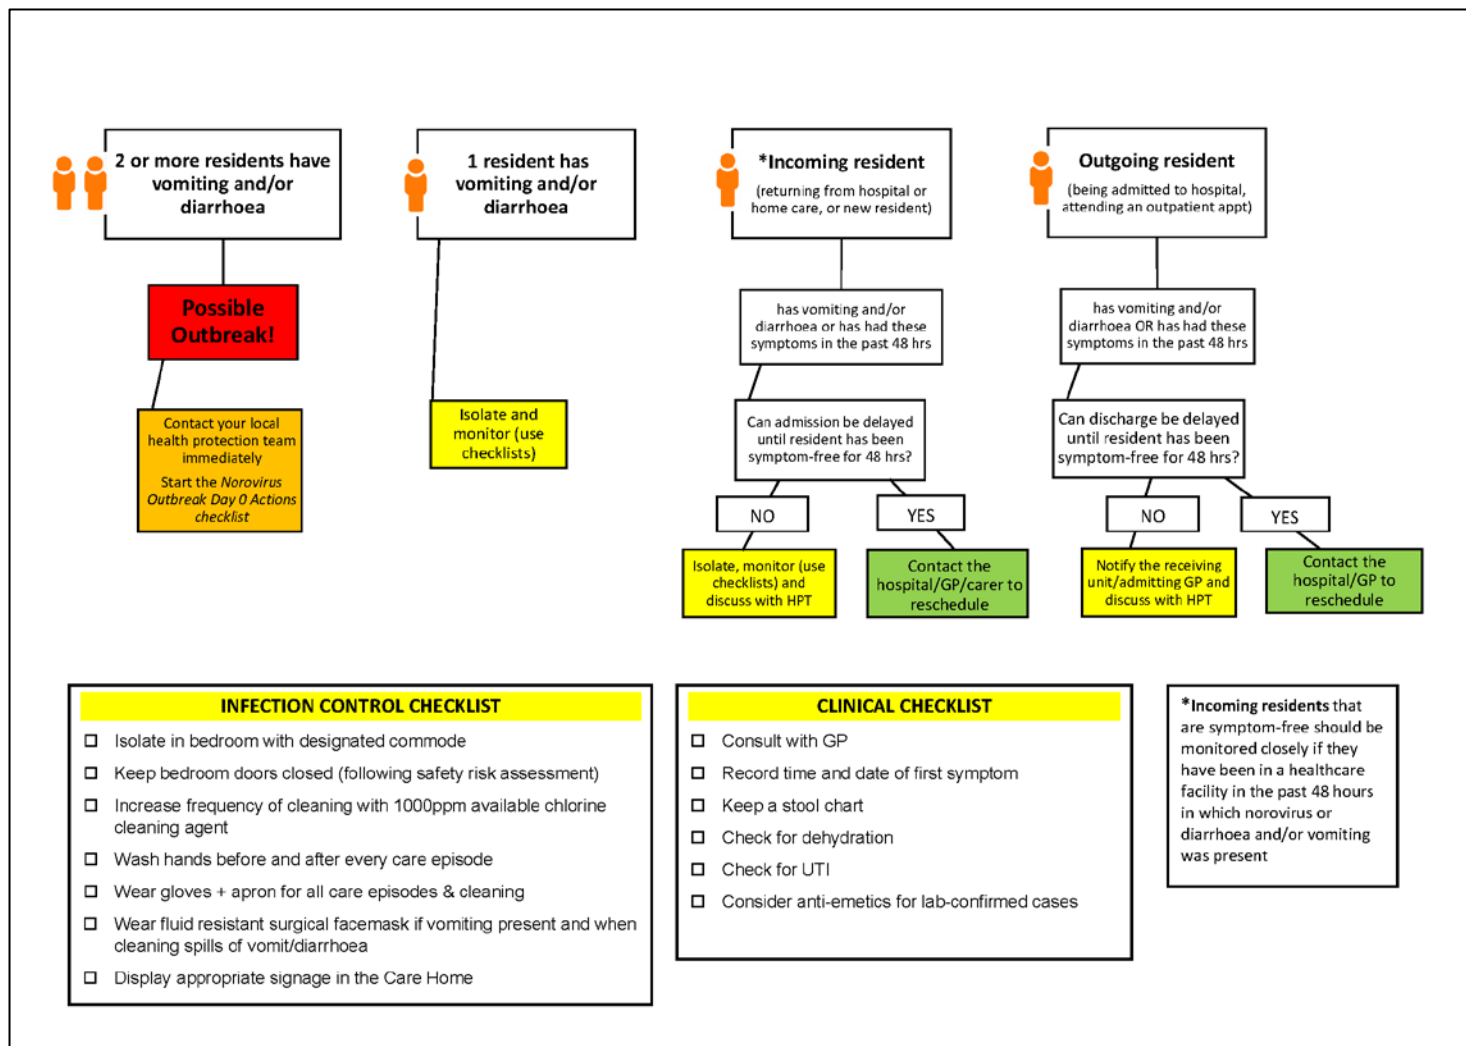 2 or more residents have
vomiting and/or
diarrhoea
Possible
Outbreak!
Contact your local
health protection team
immediately
Start the Norovirus
Outbreak Day 0 Actions
checklist
1 resident has
vomiting and/or
diarrhoea
Isolate and
monitor (use
checklists)
*Incoming resident
(returning from hospital or
home care, or new resident)
has vomiting and/or
diarrhoea or has had these
symptoms in the past 48 hrs
Can admission be delayed
until resident has been
symptom-free for 48 hrs?
NO
YES
Isolate, monitor (use
checklists) and
discuss with HPT
Contact the
hospital/GP/carer to
reschedule
Outgoing resident
(being admitted to hospital,
attending an outpatient appt)
has vomiting and/or
diarrhoea OR has had these
symptoms in the past 48 hrs
Can discharge be delayed
until resident has been
symptom-free for 48 hrs?
NO
YES
Notify the receiving
unit/admitting GP and
discuss with HPT
Contact the
hospital/GP to
reschedule
INFECTION CONTROL CHECKLIST
Isolate in bedroom with designated commode
Keep bedroom doors closed (following safety risk assessment)
Increase frequency of cleaning with 1000ppm available chlorine
cleaning agent
Wash hands before and after every care episode
Wear gloves + apron for all care episodes & cleaning
Wear fluid resistant surgical facemask if vomiting present and when
cleaning spills of vomit/diarrhoea
Display appropriate signage in the Care Home
CLINICAL CHECKLIST
Consult with GP
Record time and date of first symptom
Keep a stool chart
Check for dehydration
Check for UTI
Consider anti-emetics for lab-confirmed cases
*Incoming residents that
are symptom-free should be
monitored closely if they
have been in a healthcare
facility in the past 48 hours
in which norovirus or
diarrhoea and/or vomiting
was present